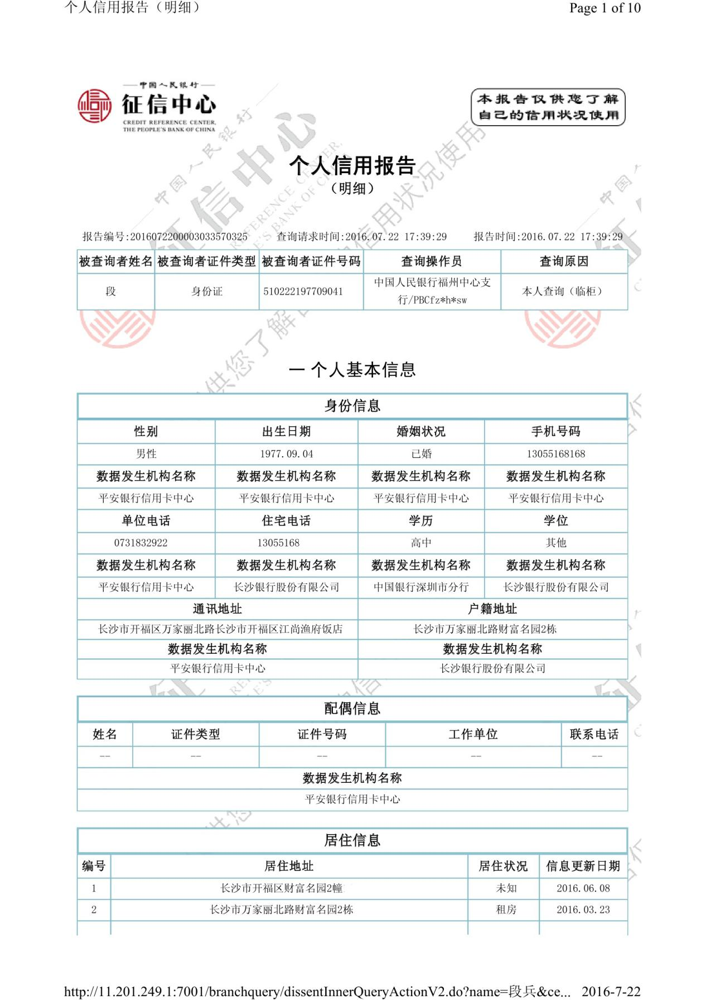 个人信用报告（明细）
Page 1 of 10
中国人民银行
征信中心
CREDIT REFERENCE CENTER,
THE PEOPLE'S BANK OF CHINA
本报告仅供您了解
自己的信用状况使用
个人信用报告
（明细）
报告编号:2016072200003033570325 查询请求时间:2016.07.22 17:39:29 报告时间:2016.07.22 17:39:29
被查询者姓名 被查询者证件类型 被查询者证件号码 查询操作员 查询原因
段 身份证 510222197709041 中国人民银行福州中心支行/PBCfz*h*sw 本人查询（临柜）
一 个人基本信息
身份信息
性别 出生日期 婚姻状况 手机号码
男性 1977.09.04 已婚 13055168168
数据发生机构名称 数据发生机构名称 数据发生机构名称 数据发生机构名称
平安银行信用卡中心 平安银行信用卡中心 平安银行信用卡中心 平安银行信用卡中心
单位电话 住宅电话 学历 学位
0731832922 13055168 高中 其他
数据发生机构名称 数据发生机构名称 数据发生机构名称 数据发生机构名称
平安银行信用卡中心 长沙银行股份有限公司 中国银行深圳市分行 长沙银行股份有限公司
通讯地址 户籍地址
长沙市开福区万家丽北路长沙市开福区江尚渔府饭店 长沙市万家丽北路财富名园2栋
数据发生机构名称 数据发生机构名称
平安银行信用卡中心 长沙银行股份有限公司
配偶信息
姓名 证件类型 证件号码 工作单位 联系电话
-- -- -- -- --
数据发生机构名称
平安银行信用卡中心
居住信息
编号 居住地址 居住状况 信息更新日期
1 长沙市开福区财富名园2幢 未知 2016.06.08
2 长沙市万家丽北路财富名园2栋 租房 2016.03.23
http://11.201.249.1:7001/branchquery/dissentInnerQueryActionV2.do?name=段兵&ce... 2016-7-22